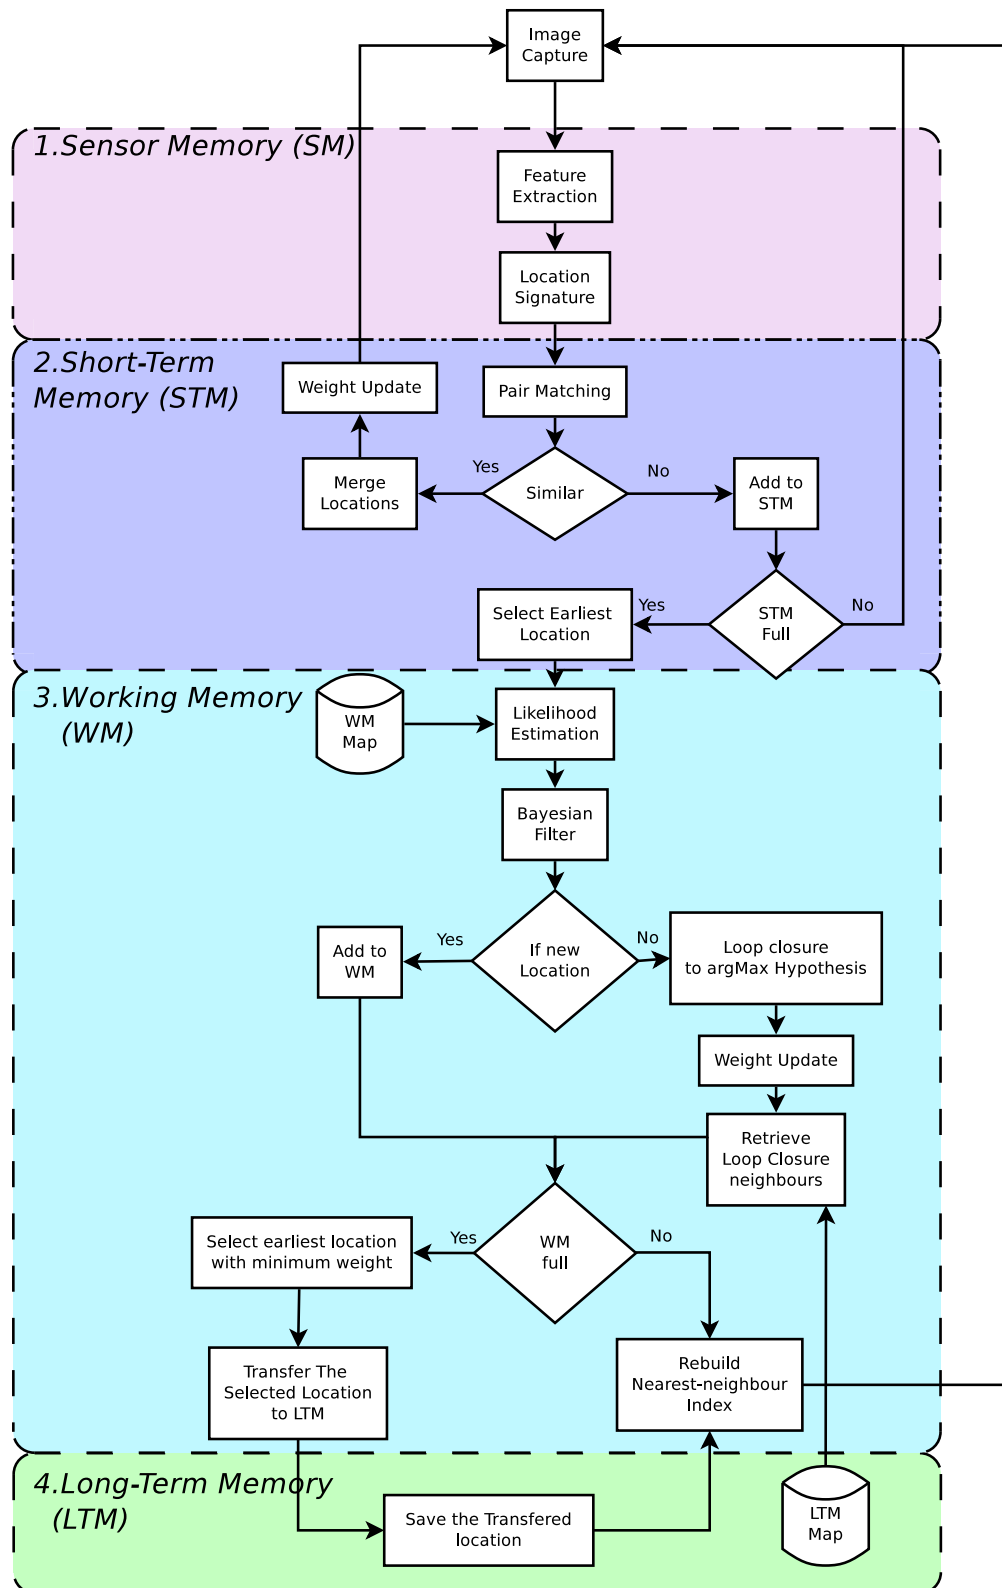 Image
Capture
1.Sensor Memory (SM)
Feature
Extraction
Location
Signature
2.Short-Term
Memory (STM)
Weight Update
Pair Matching
Yes
Similar
No
Merge
Locations
Add to
STM
Select Earliest
Location
Yes
STM
Full
No
3.Working Memory
(WM)
WM
Map
Likelihood
Estimation
Bayesian
Filter
Add to
WM
Yes
If new
Location
No
Loop closure
to argMax Hypothesis
Weight Update
Retrieve
Loop Closure
neighbours
Select earliest location
with minimum weight
Yes
WM
full
No
Transfer The
Selected Location
to LTM
Rebuild
Nearest-neighbour
Index
4.Long-Term Memory
(LTM)
Save the Transfered
location
LTM
Map